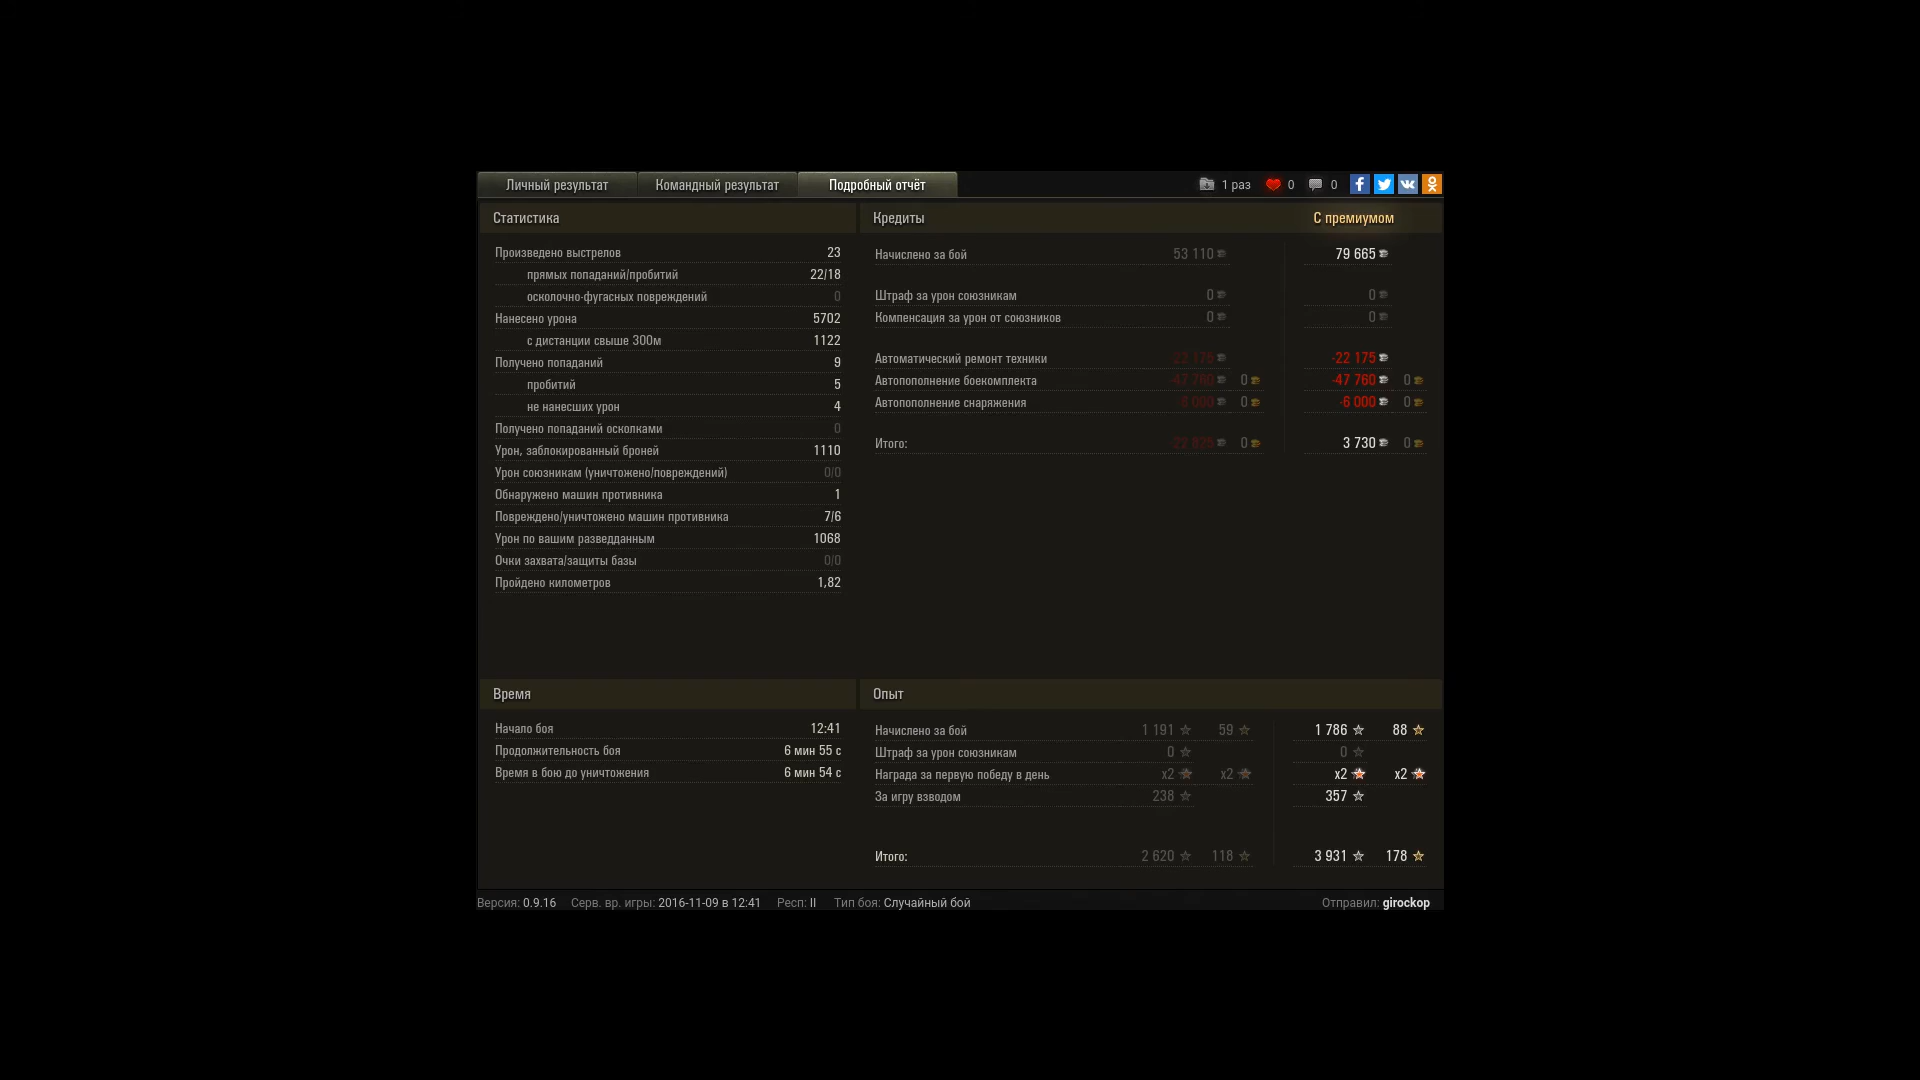 Личный результат Командный результат Подробный отчёт 1 раз 0 0
Статистика
Произведено выстрелов 23
прямых попаданий/пробитий 22/18
осколочно-фугасных повреждений 0
Нанесено урона 5702
с дистанции свыше 300м 1122
Получено попаданий 9
пробитий 5
не нанесших урон 4
Получено попаданий осколками 0
Урон, заблокированный броней 1110
Урон союзникам (уничтожено/повреждений) 0/0
Обнаружено машин противника 1
Повреждено/уничтожено машин противника 7/6
Урон по вашим разведданным 1068
Очки захвата/защиты базы 0/0
Пройдено километров 1,82
Кредиты С премиумом
Начислено за бой 53 110 79 665
Штраф за урон союзникам 0 0
Компенсация за урон от союзников 0 0
Автоматический ремонт техники -22 175 -22 175
Автопополнение боекомплекта -47 760 0 -47 760 0
Автопополнение снаряжения -6 000 0 -6 000 0
Итого: -22 825 0 3 730 0
Время
Начало боя 12:41
Продолжительность боя 6 мин 55 с
Время в бою до уничтожения 6 мин 54 с
Опыт
Начислено за бой 1 191 59 1 786 88
Штраф за урон союзникам 0 0
Награда за первую победу в день x2 x2 x2 x2
За игру взводом 238 357
Итого: 2 620 118 3 931 178
Версия: 0.9.16 Серв. вр. игры: 2016-11-09 в 12:41 Респ: II Тип боя: Случайный бой Отправил: girockop